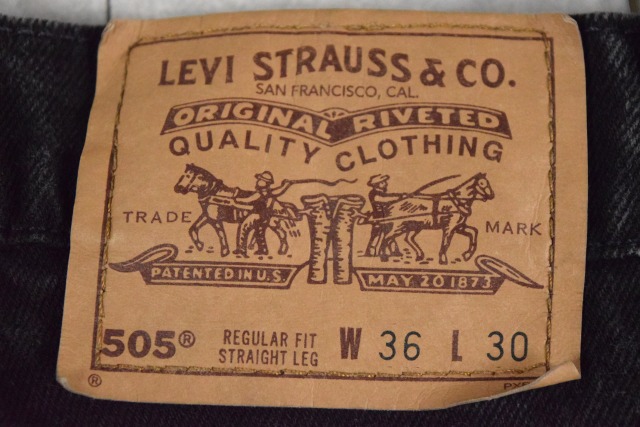 LEVI STRAUSS & CO.
SAN FRANCISCO, CAL.
ORIGINAL RIVETED
QUALITY CLOTHING
TRADE MARK
PATENTED IN U.S. MAY 20 1873
505® REGULAR FIT STRAIGHT LEG W 36 L 30
®